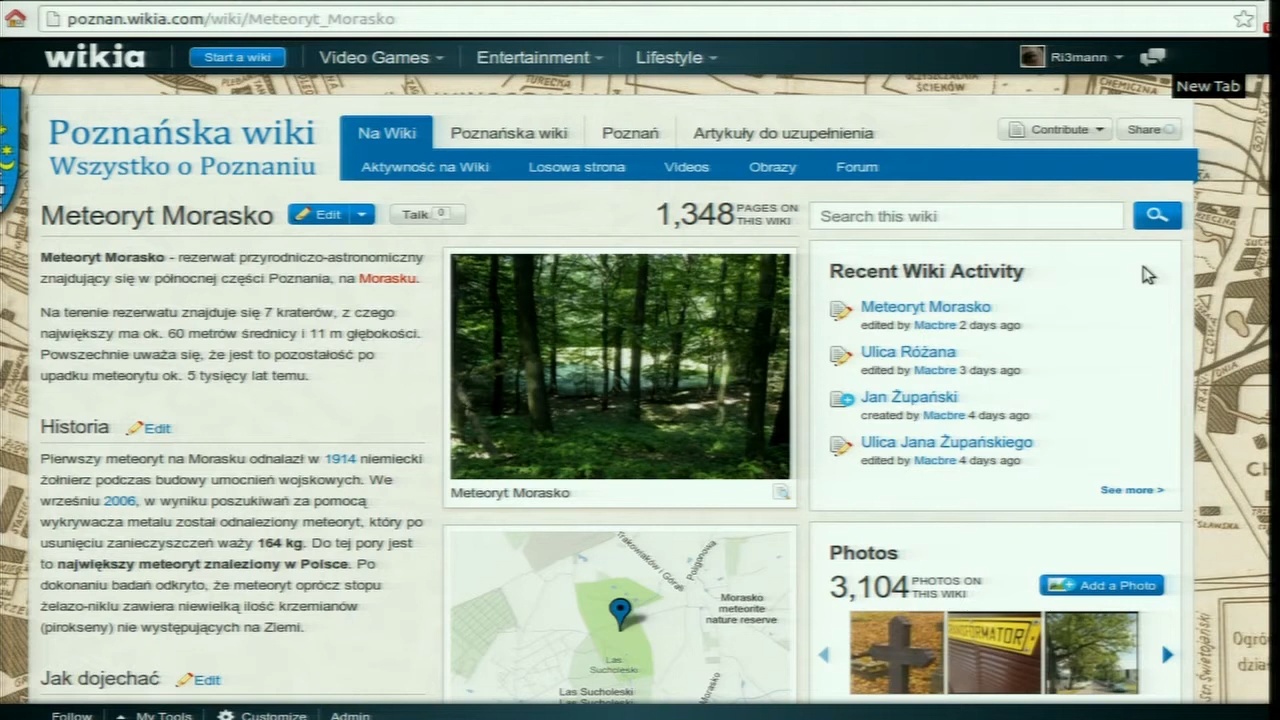 poznan.wikia.com/wiki/Meteoryt_Morasko
wikia
Start a wiki
Video Games
Entertainment
Lifestyle
Ri3mann
New Tab
Poznańska wiki
Wszystko o Poznaniu
Na Wiki
Poznańska wiki
Poznań
Artykuły do uzupełnienia
Contribute
Share
Aktywność na Wiki
Losowa strona
Videos
Obrazy
Forum
Meteoryt Morasko
Edit
Talk 0
1,348 PAGES ON
THIS WIKI
Search this wiki
Meteoryt Morasko - rezerwat przyrodniczo-astronomiczny
znajdujący się w północnej części Poznania, na Morasku.
Na terenie rezerwatu znajduje się 7 kraterów, z czego
największy ma ok. 60 metrów średnicy i 11 m głębokości.
Powszechnie uważa się, że jest to pozostałość po
upadku meteorytu ok. 5 tysięcy lat temu.
Historia
Edit
Pierwszy meteoryt na Morasku odnalazł w 1914 niemiecki
żołnierz podczas budowy umocnień wojskowych. We
wrześniu 2006, w wyniku poszukiwań za pomocą
wykrywacza metalu został odnaleziony meteoryt, który po
usunięciu zanieczyszczeń waży 164 kg. Do tej pory jest
to największy meteoryt znaleziony w Polsce. Po
dokonaniu badań odkryto, że meteoryt oprócz stopu
żelazo-niklu zawiera niewielką ilość krzemianów
(pirokseny) nie występujących na Ziemi.
Jak dojechać
Edit
Meteoryt Morasko
Morasko
meteorite
nature reserve
Las
Sucholeski
Las Sucholeski
Morasko
Poligonowa
Recent Wiki Activity
Meteoryt Morasko
edited by Macbre 2 days ago
Ulica Różana
edited by Macbre 3 days ago
Jan Żupański
created by Macbre 4 days ago
Ulica Jana Żupańskiego
edited by Macbre 4 days ago
See more >
Photos
3,104 PHOTOS ON
THIS WIKI
Add a Photo
Follow
My Tools
Customize
Admin
TURECKA
ŚCIEKÓW
CHEMICZNA
SŁAWSKA